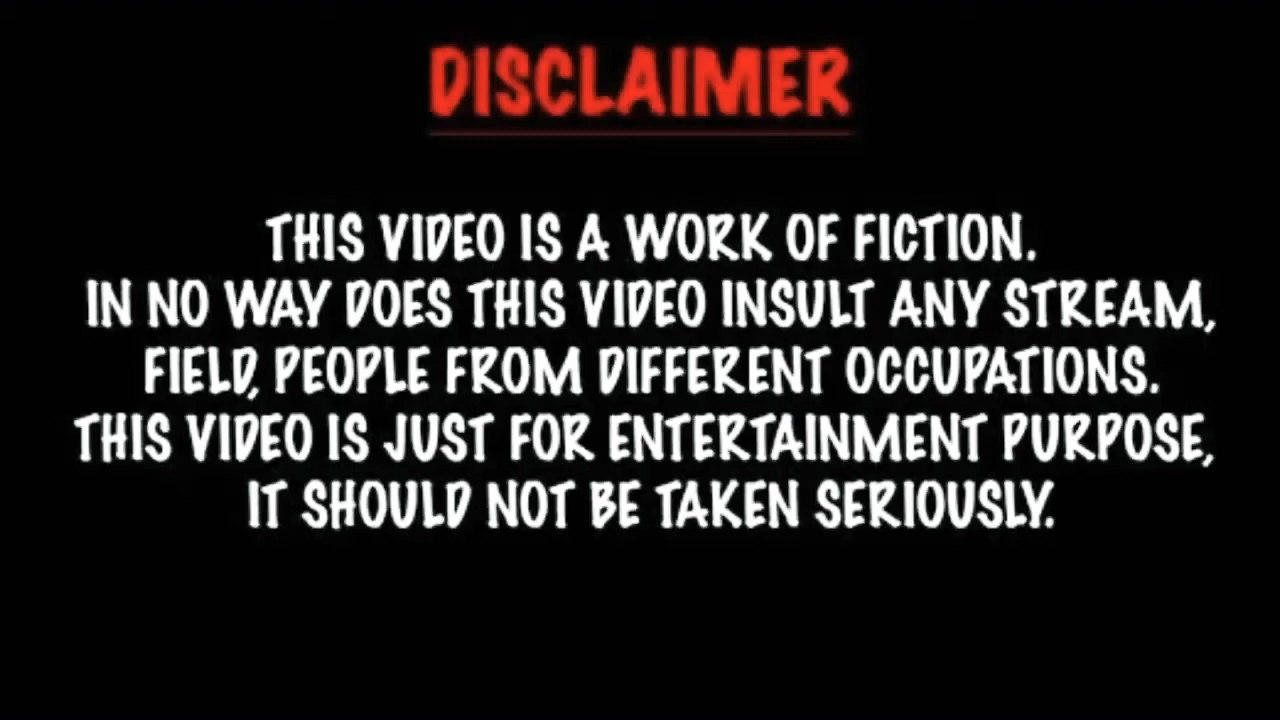 DISCLAIMER
THIS VIDEO IS A WORK OF FICTION.
IN NO WAY DOES THIS VIDEO INSULT ANY STREAM,
FIELD, PEOPLE FROM DIFFERENT OCCUPATIONS.
THIS VIDEO IS JUST FOR ENTERTAINMENT PURPOSE,
IT SHOULD NOT BE TAKEN SERIOUSLY.